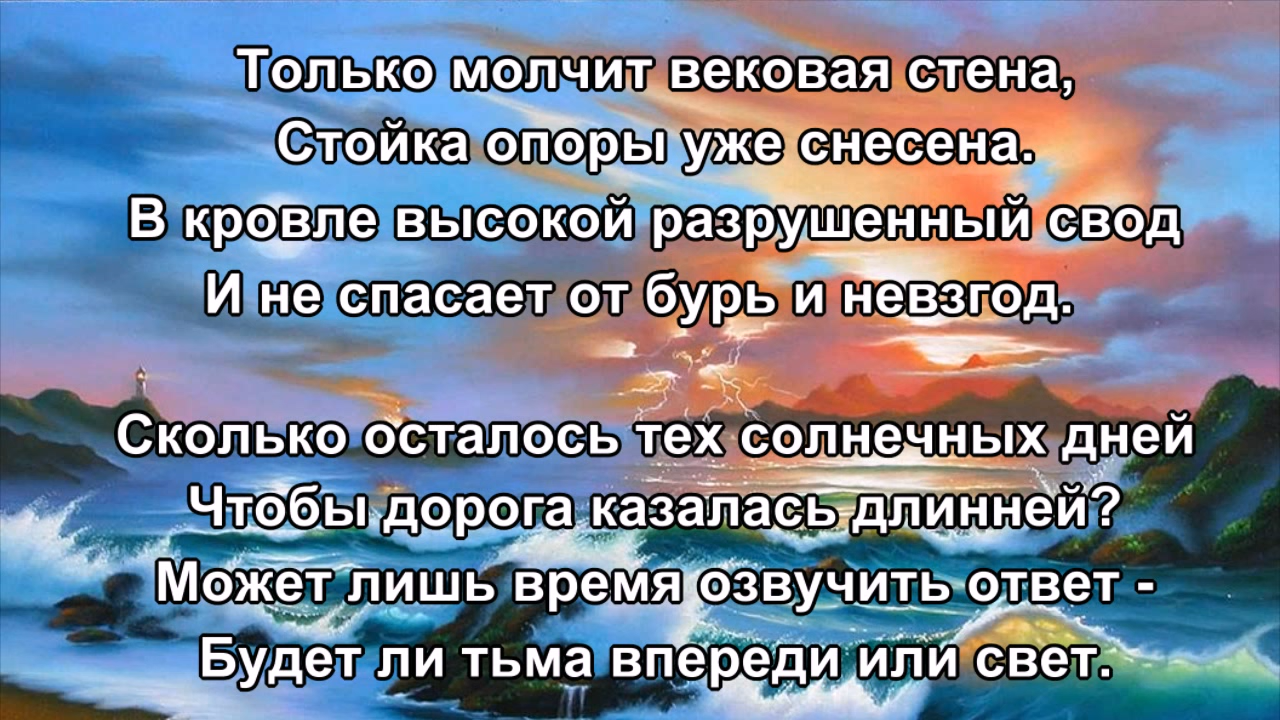 Только молчит вековая стена,
Стойка опоры уже снесена.
В кровле высокой разрушенный свод
И не спасает от бурь и невзгод.
Сколько осталось тех солнечных дней
Чтобы дорога казалась длинней?
Может лишь время озвучить ответ -
Будет ли тьма впереди или свет.